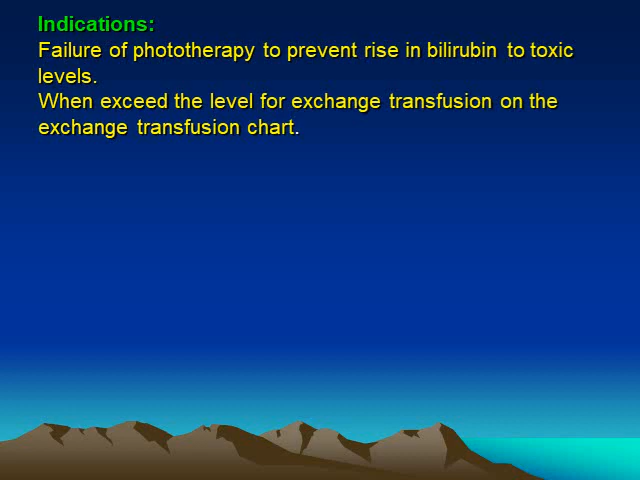 Indications:
Failure of phototherapy to prevent rise in bilirubin to toxic
levels.
When exceed the level for exchange transfusion on the
exchange transfusion chart.